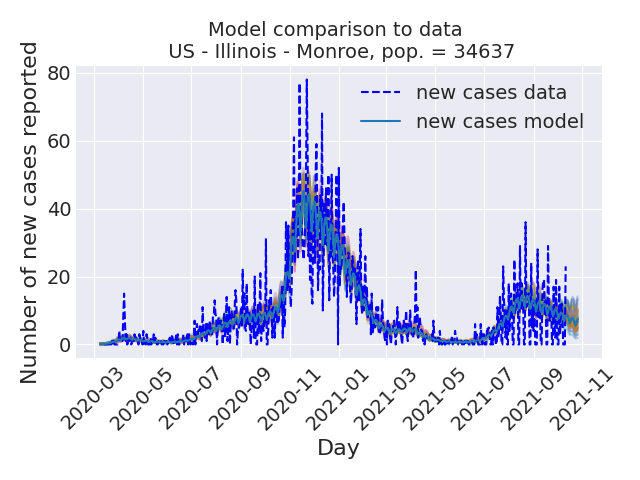 Model comparison to data
US - Illinois - Monroe, pop. = 34637
Number of new cases reported
80
60
40
20
0
new cases data
new cases model
2020-03
2020-05
2020-07
2020-09
2020-11
2021-01
2021-03
2021-05
2021-07
2021-09
2021-11
Day